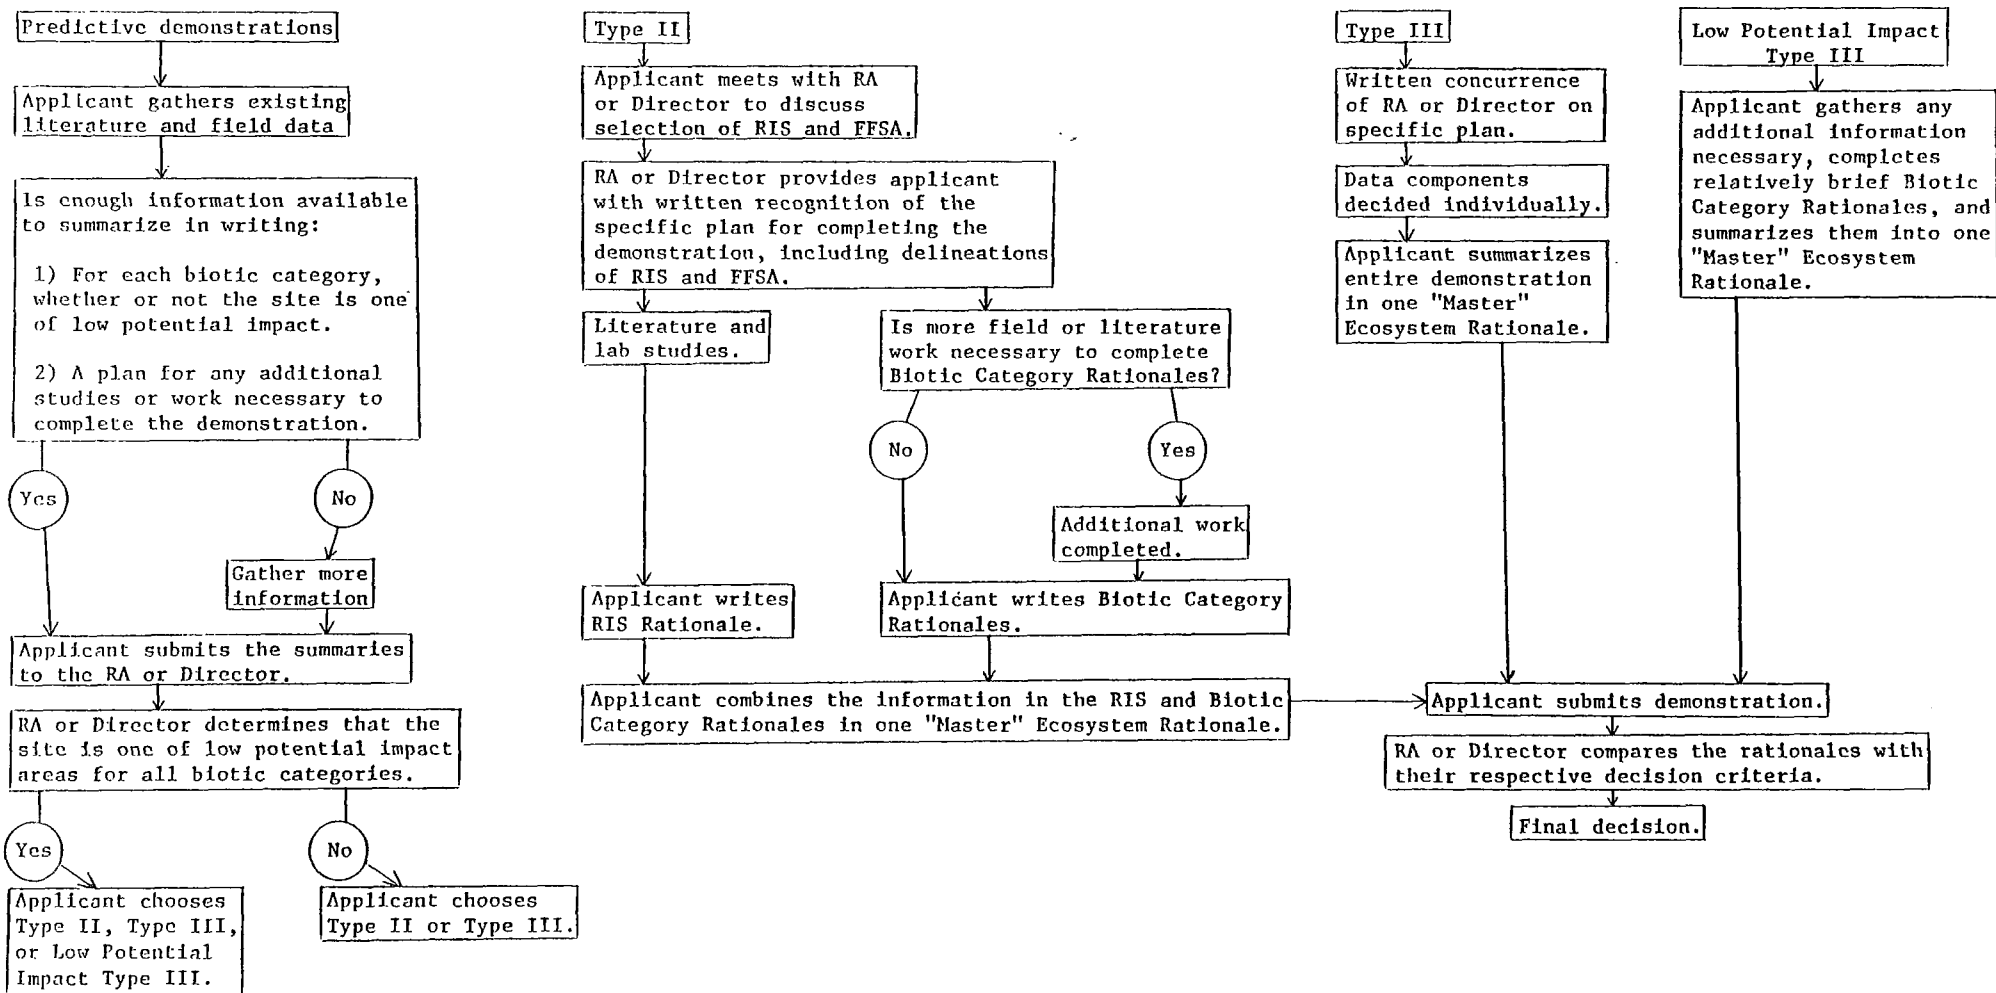 Predictive demonstrations
Applicant gathers existing
literature and field data
Is enough information available
to summarize in writing:
1) For each biotic category,
whether or not the site is one
of low potential impact.
2) A plan for any additional
studies or work necessary to
complete the demonstration.
Yes
No
Gather more
information
Applicant submits the summaries
to the RA or Director.
RA or Director determines that the
site is one of low potential impact
areas for all biotic categories.
Yes
No
Applicant chooses
Type II, Type III,
or Low Potential
Impact Type III.
Applicant chooses
Type II or Type III.
Type II
Applicant meets with RA
or Director to discuss
selection of RIS and FFSA.
RA or Director provides applicant
with written recognition of the
specific plan for completing the
demonstration, including delineations
of RIS and FFSA.
Literature and
lab studies.
Is more field or literature
work necessary to complete
Biotic Category Rationales?
No
Yes
Additional work
completed.
Applicant writes
RIS Rationale.
Applicant writes Biotic Category
Rationales.
Applicant combines the information in the RIS and Biotic
Category Rationales in one "Master" Ecosystem Rationale.
Type III
Written concurrence
of RA or Director on
specific plan.
Data components
decided individually.
Applicant summarizes
entire demonstration
in one "Master"
Ecosystem Rationale.
Low Potential Impact
Type III
Applicant gathers any
additional information
necessary, completes
relatively brief Biotic
Category Rationales, and
summarizes them into one
"Master" Ecosystem
Rationale.
Applicant submits demonstration.
RA or Director compares the rationales with
their respective decision criteria.
Final decision.